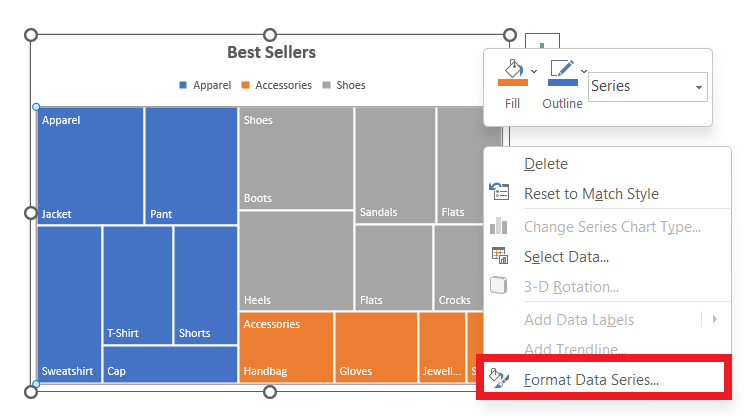 Best Sellers
Apparel Accessories Shoes
Series
Fill Outline
Apparel
Jacket
Pant
Sweatshirt
T-Shirt
Shorts
Cap
Shoes
Boots
Sandals
Flats
Heels
Flats
Crocks
Accessories
Handbag
Gloves
Jewell...
Delete
Reset to Match Style
Change Series Chart Type...
Select Data...
3-D Rotation...
Add Data Labels
Add Trendline...
Format Data Series...